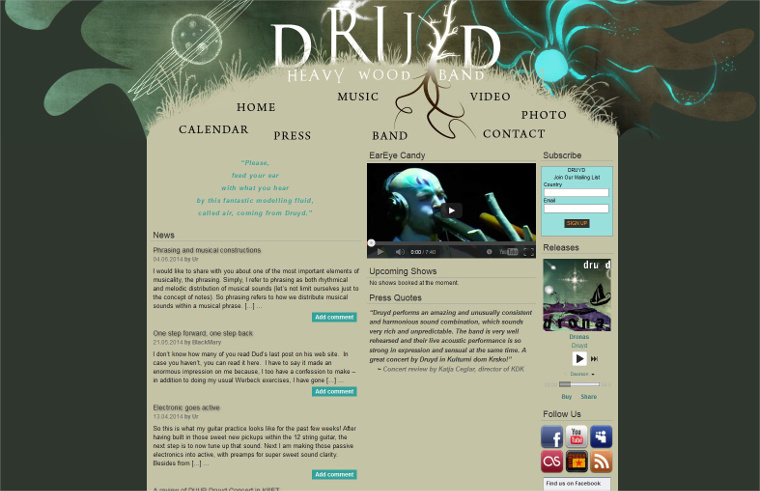 DRUYD
HEAVY WOOD BAND
HOME
MUSIC
VIDEO
PHOTO
CALENDAR
PRESS
BAND
CONTACT
"Please,
feed your ear
with what you hear
by this fantastic modelling fluid,
called air, coming from Druyd."
News
Phrasing and musical constructions
04.06.2014 by Ur
I would like to share with you about one of the most important elements of
musicality, the phrasing. Simply, I refer to phrasing as both rhythmical
and melodic distribution of musical sounds (let's not limit ourselves just to
the concept of notes). So phrasing refers to how we distribute musical
sounds within a musical phrase. [...] ...
Add comment
One step forward, one step back
21.05.2014 by BlackMary
I don't know how many of you read Dud's last post on his web site. In
case you haven't, you can read it here. I have to say it made an
enormous impression on me because, I too have a confession to make –
in addition to doing my usual Werbeck exercises, I have gone [...] ...
Add comment
Electronic goes active
13.04.2014 by Ur
So this is what my guitar practice looks like for the past few weeks! After
having built in those sweet new pickups within the 12 string guitar, the
next step is to now tune up that sound. Next I am making those passive
electronics into active, with preamps for super sweet sound clarity.
Besides from [...] ...
Add comment
A review of DUJD Druyd Concert in KSET
EarEye Candy
0:00 / 7:40
YouTube
Upcoming Shows
No shows booked at the moment.
Press Quotes
"Druyd performs an amazing and unusually consistent
and harmonious sound combination, which sounds
very rich and unpredictable. The band is very well
rehearsed and their live acoustic performance is so
strong in expression and sensual at the same time. A
great concert by Druyd in Kulturni dom Krsko!"
~ Concert review by Katja Ceglar, director of KDK
Subscribe
DRUYD
Join Our Mailing List
Country
Email
SIGN UP
Releases
druyd
Dronas
Druyd
Buy Share
Follow Us
You
Tube
Find us on Facebook